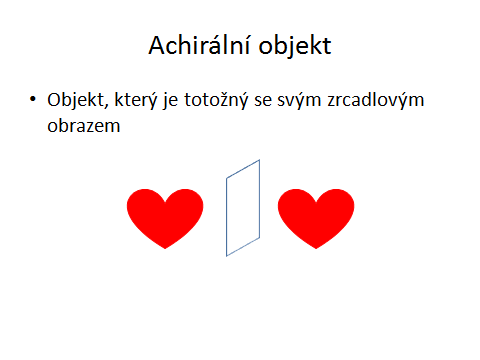 Achirální objekt
• Objekt, který je totožný se svým zrcadlovým
obrazem